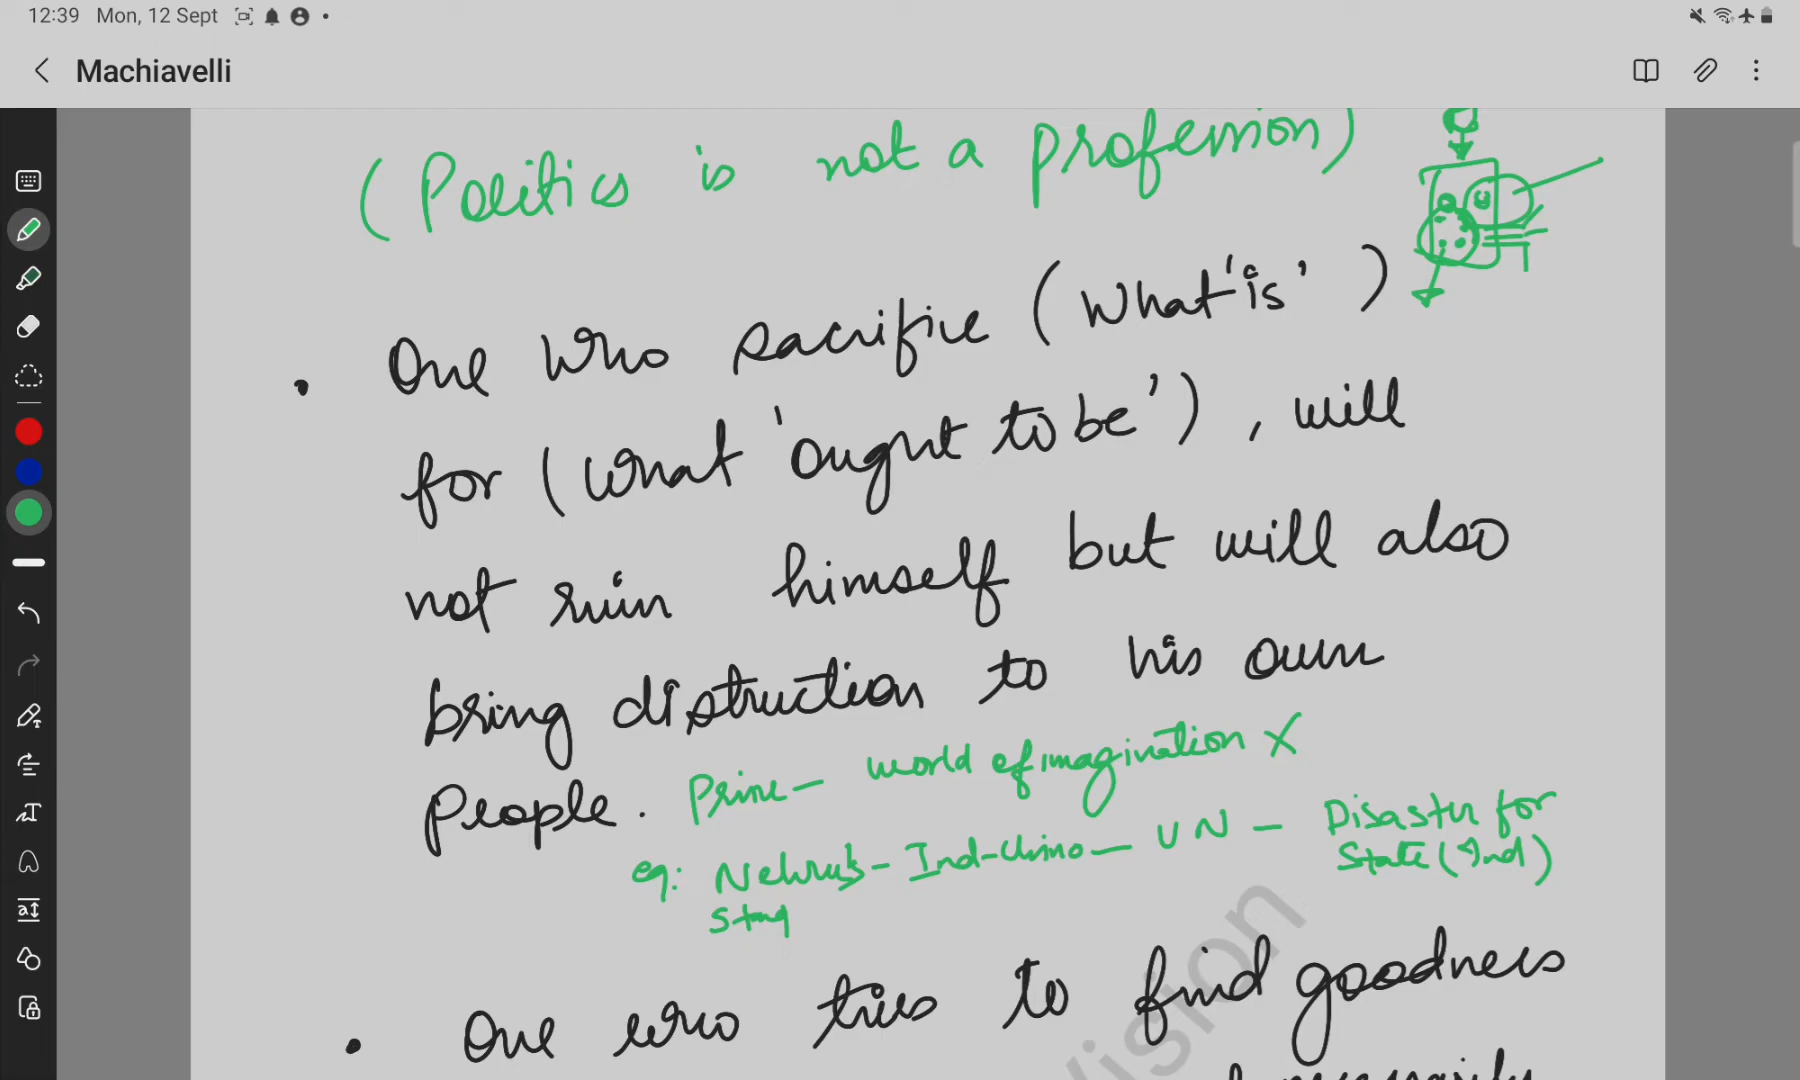 12:39 Mon, 12 Sept
Machiavelli
(Politics is not a profession)
• One who sacrifice (what 'is')
for (what 'ought to be'), will
not ruin himself but will also
bring distruction to his own
People.
Prince – world of imagination X
eg: Nehru's – Ind-China – UN – Disaster for
State (Ind)
• One who tries to find goodness
necessarily
Vision